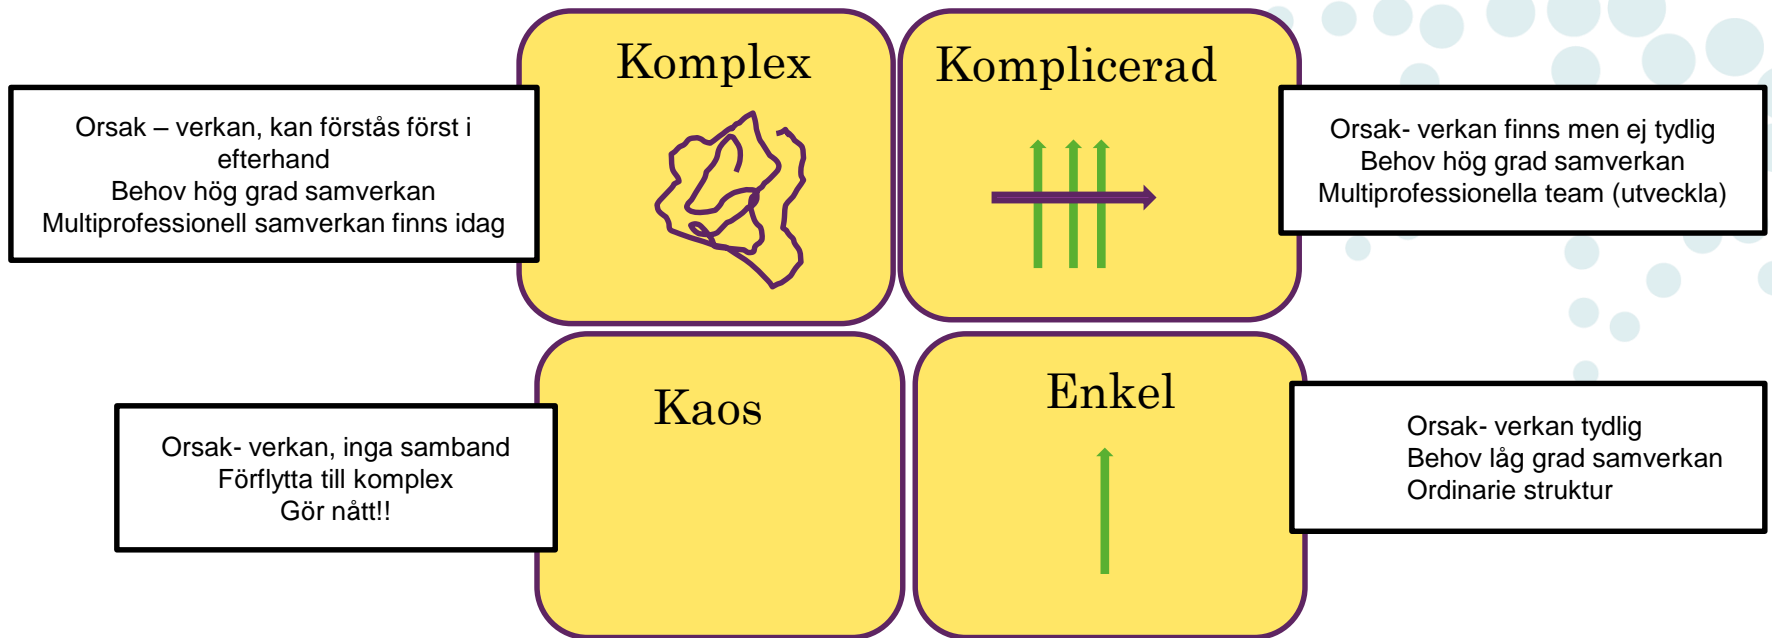 Komplex
Orsak – verkan, kan förstås först i
efterhand
Behov hög grad samverkan
Multiprofessionell samverkan finns idag
Komplicerad
Orsak- verkan finns men ej tydlig
Behov hög grad samverkan
Multiprofessionella team (utveckla)
Kaos
Orsak- verkan, inga samband
Förflytta till komplex
Gör nått!!
Enkel
Orsak- verkan tydlig
Behov låg grad samverkan
Ordinarie struktur